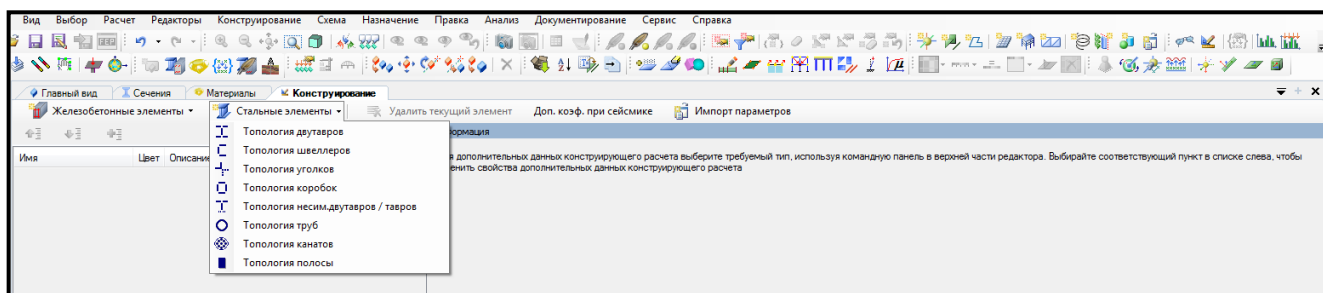 Вид Выбор Расчет Редакторы Конструирование Схема Назначение Правка Анализ Документирование Сервис Справка
Главный вид Сечения Материалы Конструирование
Железобетонные элементы Стальные элементы Удалить текущий элемент Доп. коэф. при сейсмике Импорт параметров
Топология двутавров
формация
Имя Цвет Описание
Топология швеллеров
дополнительных данных конструирующего расчета выберите требуемый тип, используя командную панель в верхней части редактора. Выбирайте соответствующий пункт в списке слева, чтобы
енить свойства дополнительных данных конструирующего расчета
Топология уголков
Топология коробок
Топология несим.двутавров / тавров
Топология труб
Топология канатов
Топология полосы